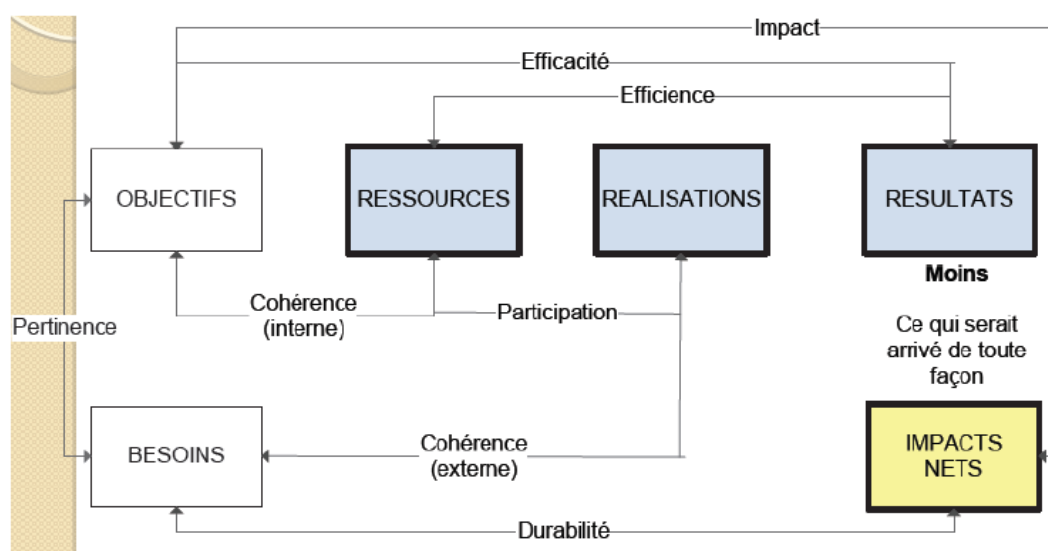 Impact
Efficacité
Efficience
OBJECTIFS
RESSOURCES
REALISATIONS
RESULTATS
Moins
Cohérence
(interne)
Participation
Pertinence
Ce qui serait
arrivé de toute
façon
BESOINS
Cohérence
(externe)
IMPACTS
NETS
Durabilité